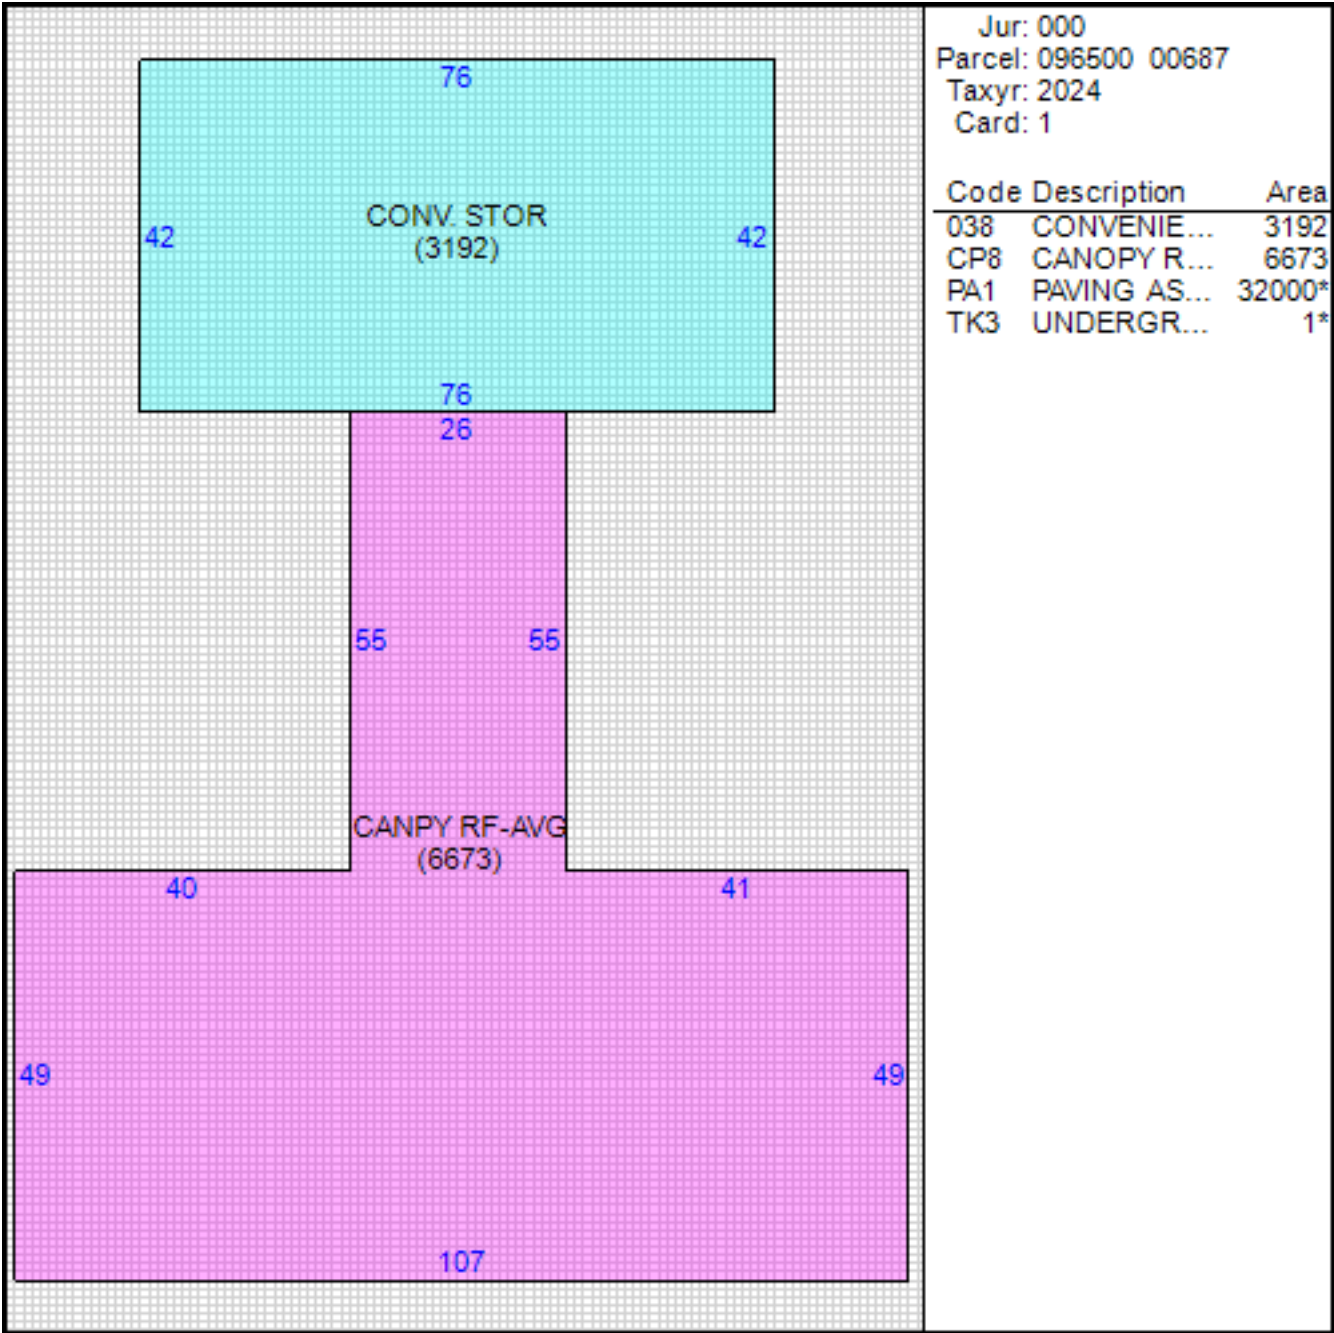 76
CONV. STOR
(3192)
42
42
76
26
55
55
CANPY RF-AVG
(6673)
40
41
49
49
107
Jur: 000
Parcel: 096500 00687
Taxyr: 2024
Card: 1
Code Description Area
038 CONVENIE... 3192
CP8 CANOPY R... 6673
PA1 PAVING AS... 32000*
TK3 UNDERGR... 1*